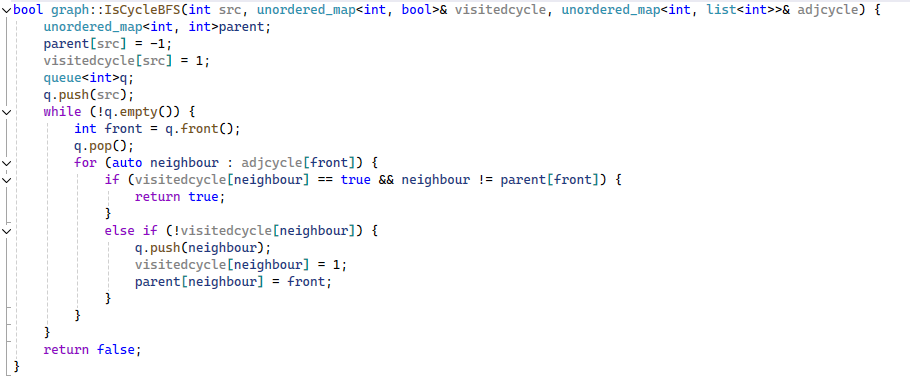 bool graph::IsCycleBFS(int src, unordered_map<int, bool>& visitedcycle, unordered_map<int, list<int>>& adjcycle) {
    unordered_map<int, int>parent;
    parent[src] = -1;
    visitedcycle[src] = 1;
    queue<int>q;
    q.push(src);
    while (!q.empty()) {
        int front = q.front();
        q.pop();
        for (auto neighbour : adjcycle[front]) {
            if (visitedcycle[neighbour] == true && neighbour != parent[front]) {
                return true;
            }
            else if (!visitedcycle[neighbour]) {
                q.push(neighbour);
                visitedcycle[neighbour] = 1;
                parent[neighbour] = front;
            }
        }
    }
    return false;
}